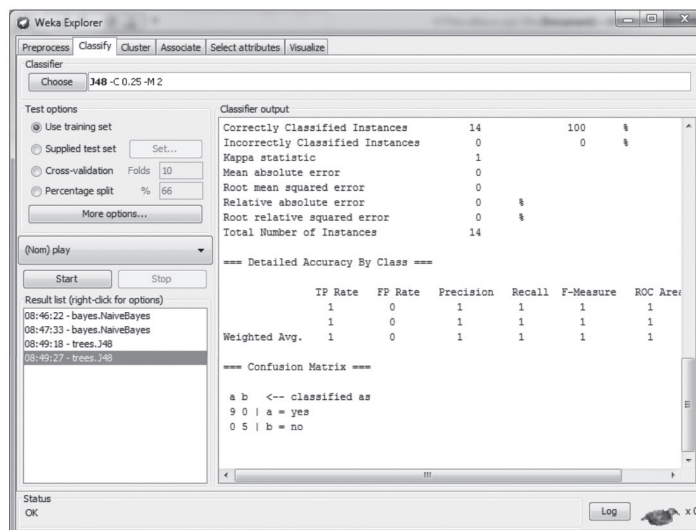 Weka Explorer
Preprocess Classify Cluster Associate Select attributes Visualize
Classifier
Choose J48 -C 0.25 -M 2
Test options
Use training set
Supplied test set Set...
Cross-validation Folds 10
Percentage split % 66
More options...
(Nom) play
Start Stop
Result list (right-click for options)
08:46:22 - bayes.NaiveBayes
08:47:33 - bayes.NaiveBayes
08:49:18 - trees.J48
08:49:27 - trees.J48
Classifier output
Correctly Classified Instances 14 100 %
Incorrectly Classified Instances 0 0 %
Kappa statistic 1
Mean absolute error 0
Root mean squared error 0
Relative absolute error 0 %
Root relative squared error 0 %
Total Number of Instances 14
=== Detailed Accuracy By Class ===
TP Rate FP Rate Precision Recall F-Measure ROC Area
1 0 1 1 1 1
1 0 1 1 1 1
Weighted Avg. 1 0 1 1 1 1
=== Confusion Matrix ===
a b <-- classified as
9 0 | a = yes
0 5 | b = no
Status
OK
Log
x 0